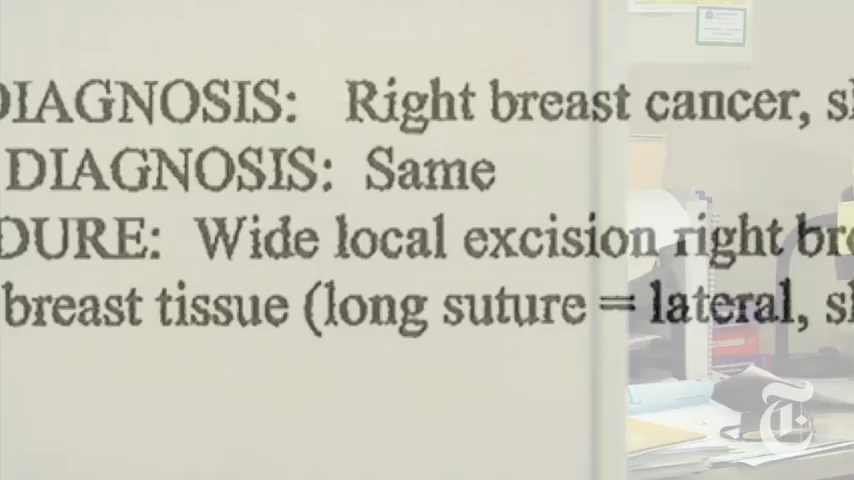 DIAGNOSIS: Right breast cancer,
DIAGNOSIS: Same
DURE: Wide local excision right
breast tissue (long suture = lateral,